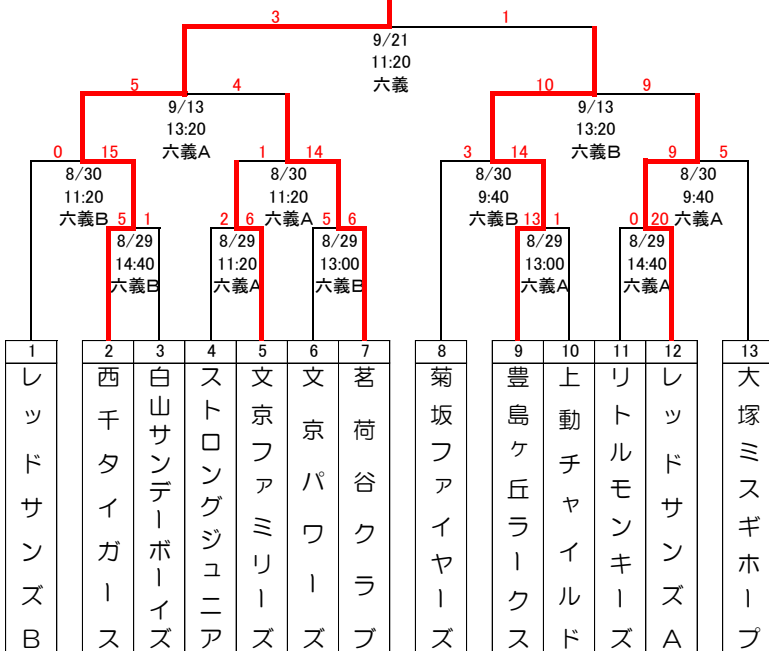 3 1
9/21
11:20
六義
5 4 10 9
9/13 9/13
13:20 13:20
六義A 六義B
0 15 1 14 3 14 9 5
8/30 8/30 8/30 8/30
11:20 11:20 9:40 9:40
六義B 六義A 六義B 六義A
5 1 2 6 5 6 13 1 0 20
8/29 8/29 8/29 8/29 8/29
14:40 11:20 13:00 13:00 14:40
六義B 六義A 六義B 六義A 六義A
1 2 3 4 5 6 7 8 9 10 11 12 13
レッドサンズB
西千タイガース
白山サンデーボーイズ
ストロングジュニア
文京ファミリーズ
文京パワーズ
茗荷谷クラブ
菊坂ファイヤーズ
豊島ヶ丘ラークス
上動チャイルド
リトルモンキーズ
レッドサンズA
大塚ミスギホープ